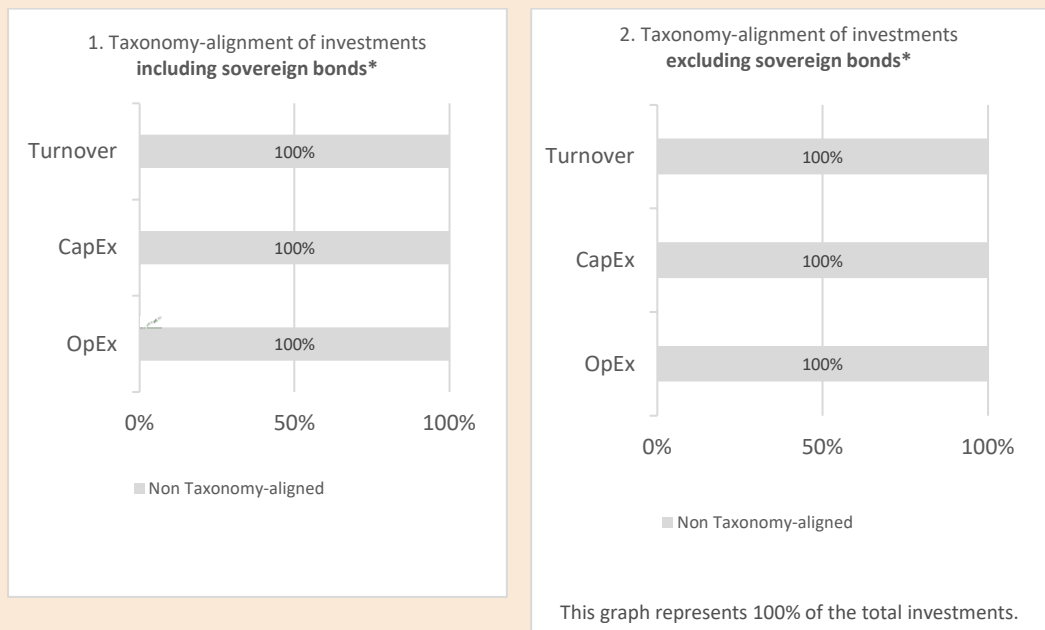 1. Taxonomy-alignment of investments
including sovereign bonds*
Turnover
100%
CapEx
100%
OpEx
100%
0% 50% 100%
Non Taxonomy-aligned
2. Taxonomy-alignment of investments
excluding sovereign bonds*
Turnover
100%
CapEx
100%
OpEx
100%
0% 50% 100%
Non Taxonomy-aligned
This graph represents 100% of the total investments.